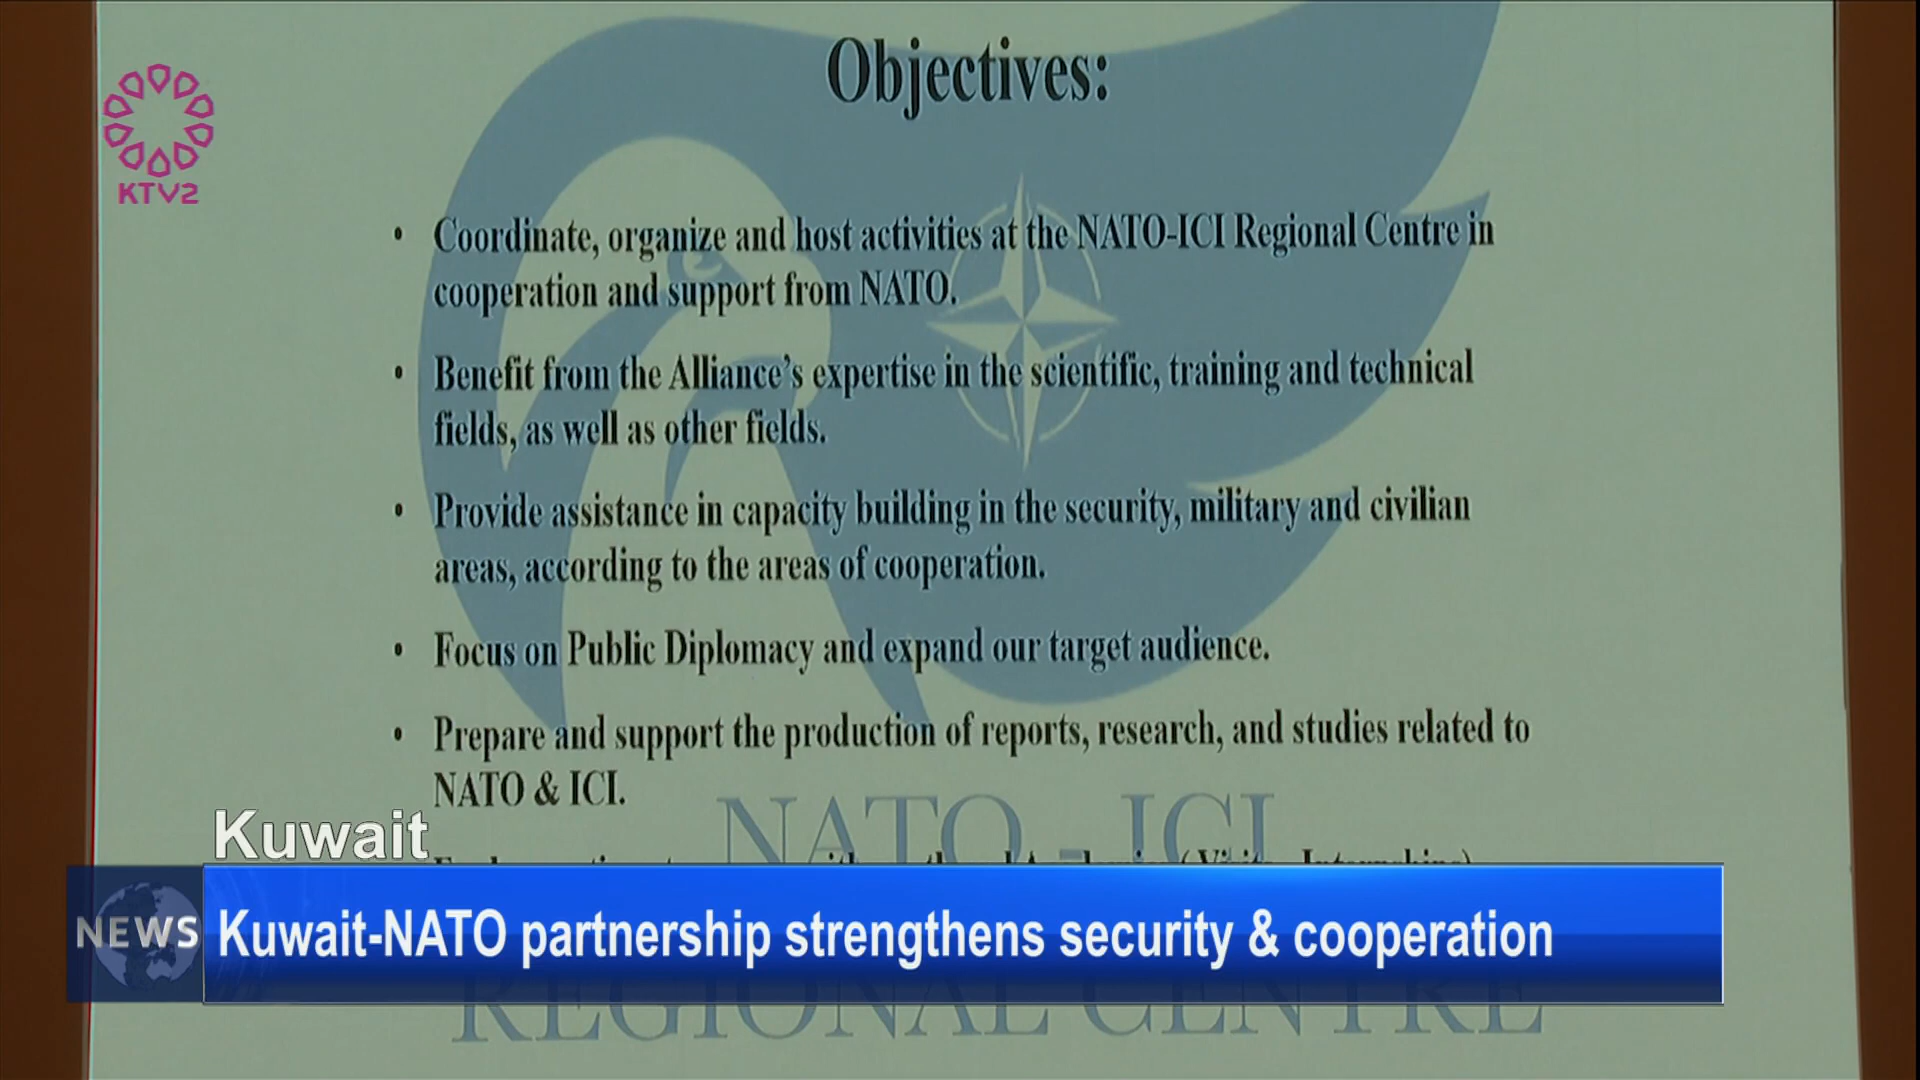 Objectives:
KTV2
• Coordinate, organize and host activities at the NATO-ICI Regional Centre in
cooperation and support from NATO.
• Benefit from the Alliance's expertise in the scientific, training and technical
fields, as well as other fields.
• Provide assistance in capacity building in the security, military and civilian
areas, according to the areas of cooperation.
• Focus on Public Diplomacy and expand our target audience.
• Prepare and support the production of reports, research, and studies related to
NATO & ICI.
NATO - ICI
Kuwait
NEWS
Kuwait-NATO partnership strengthens security & cooperation
REGIONAL CENTRE